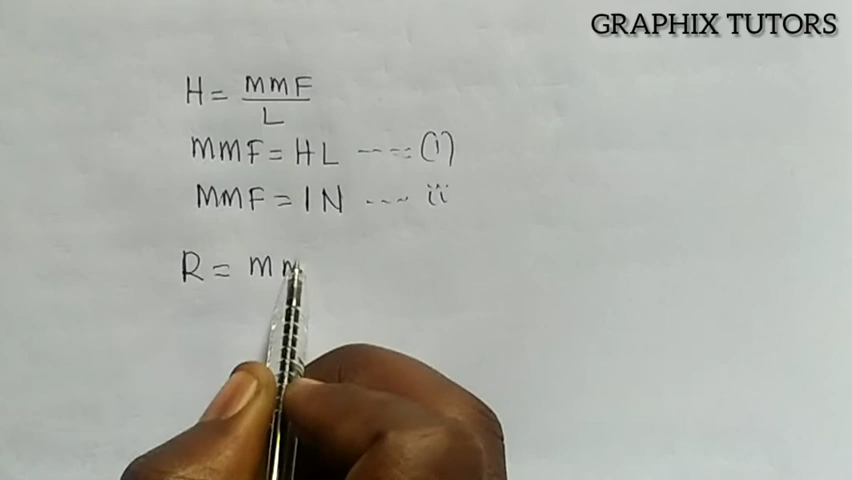 GRAPHIX TUTORS
H = MMF / L
MMF = HL ---- (i)
MMF = IN ---- ii
R = mm